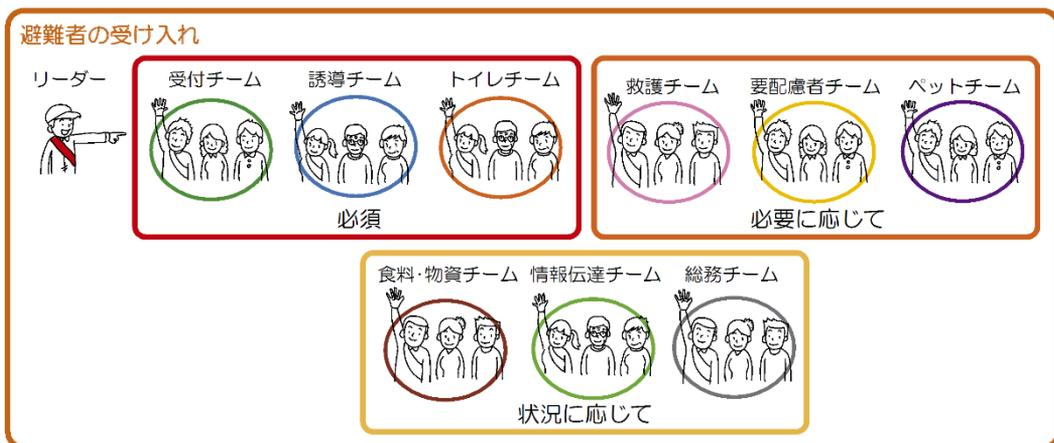 避難者の受け入れ
リーダー
受付チーム
誘導チーム
トイレチーム
必須
救護チーム
要配慮者チーム
ペットチーム
必要に応じて
食料・物資チーム
情報伝達チーム
総務チーム
状況に応じて